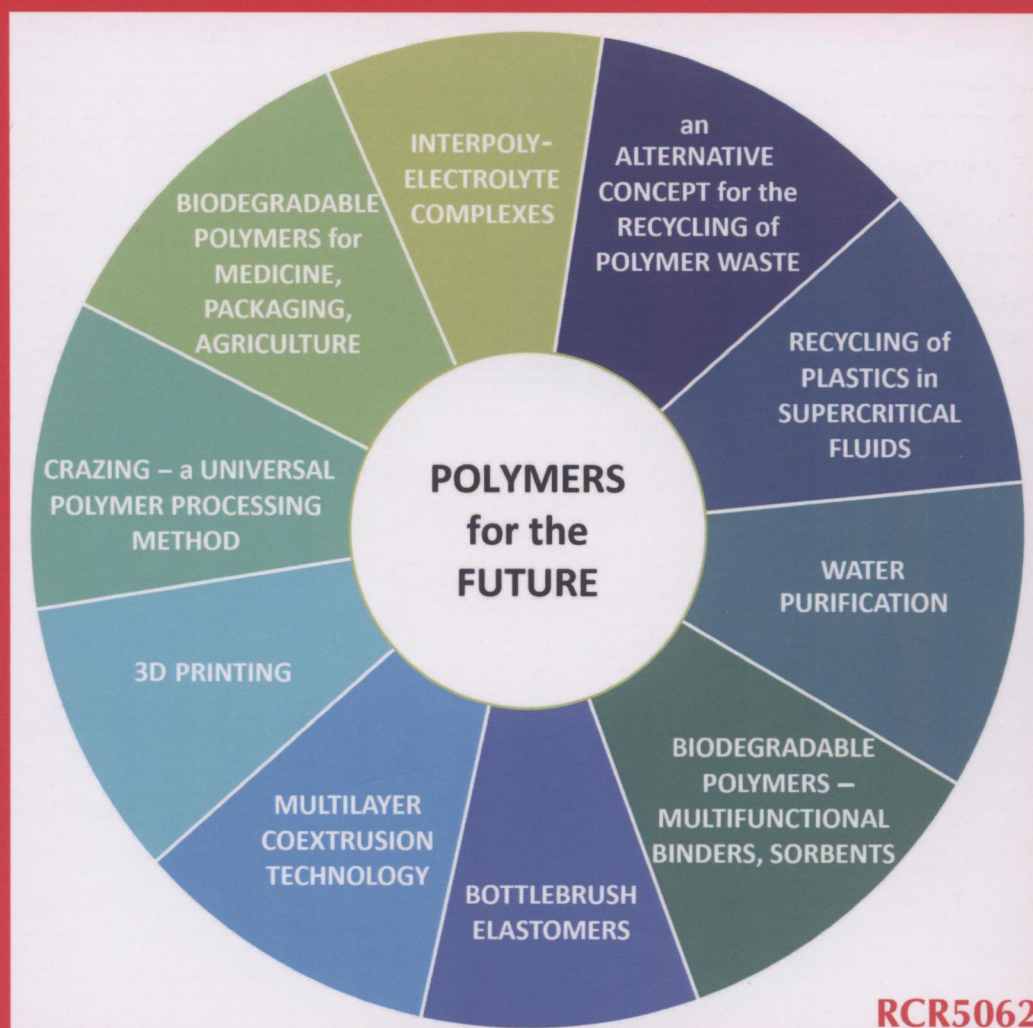 INTERPOLY-
ELECTROLYTE
COMPLEXES
an
ALTERNATIVE
CONCEPT for the
RECYCLING of
POLYMER WASTE
RECYCLING of
PLASTICS in
SUPERCRITICAL
FLUIDS
WATER
PURIFICATION
BIODEGRADABLE
POLYMERS –
MULTIFUNCTIONAL
BINDERS, SORBENTS
BOTTLEBRUSH
ELASTOMERS
MULTILAYER
COEXTRUSION
TECHNOLOGY
3D PRINTING
CRAZING – a UNIVERSAL
POLYMER PROCESSING
METHOD
BIODEGRADABLE
POLYMERS for
MEDICINE,
PACKAGING,
AGRICULTURE
POLYMERS
for the
FUTURE
RCR5062